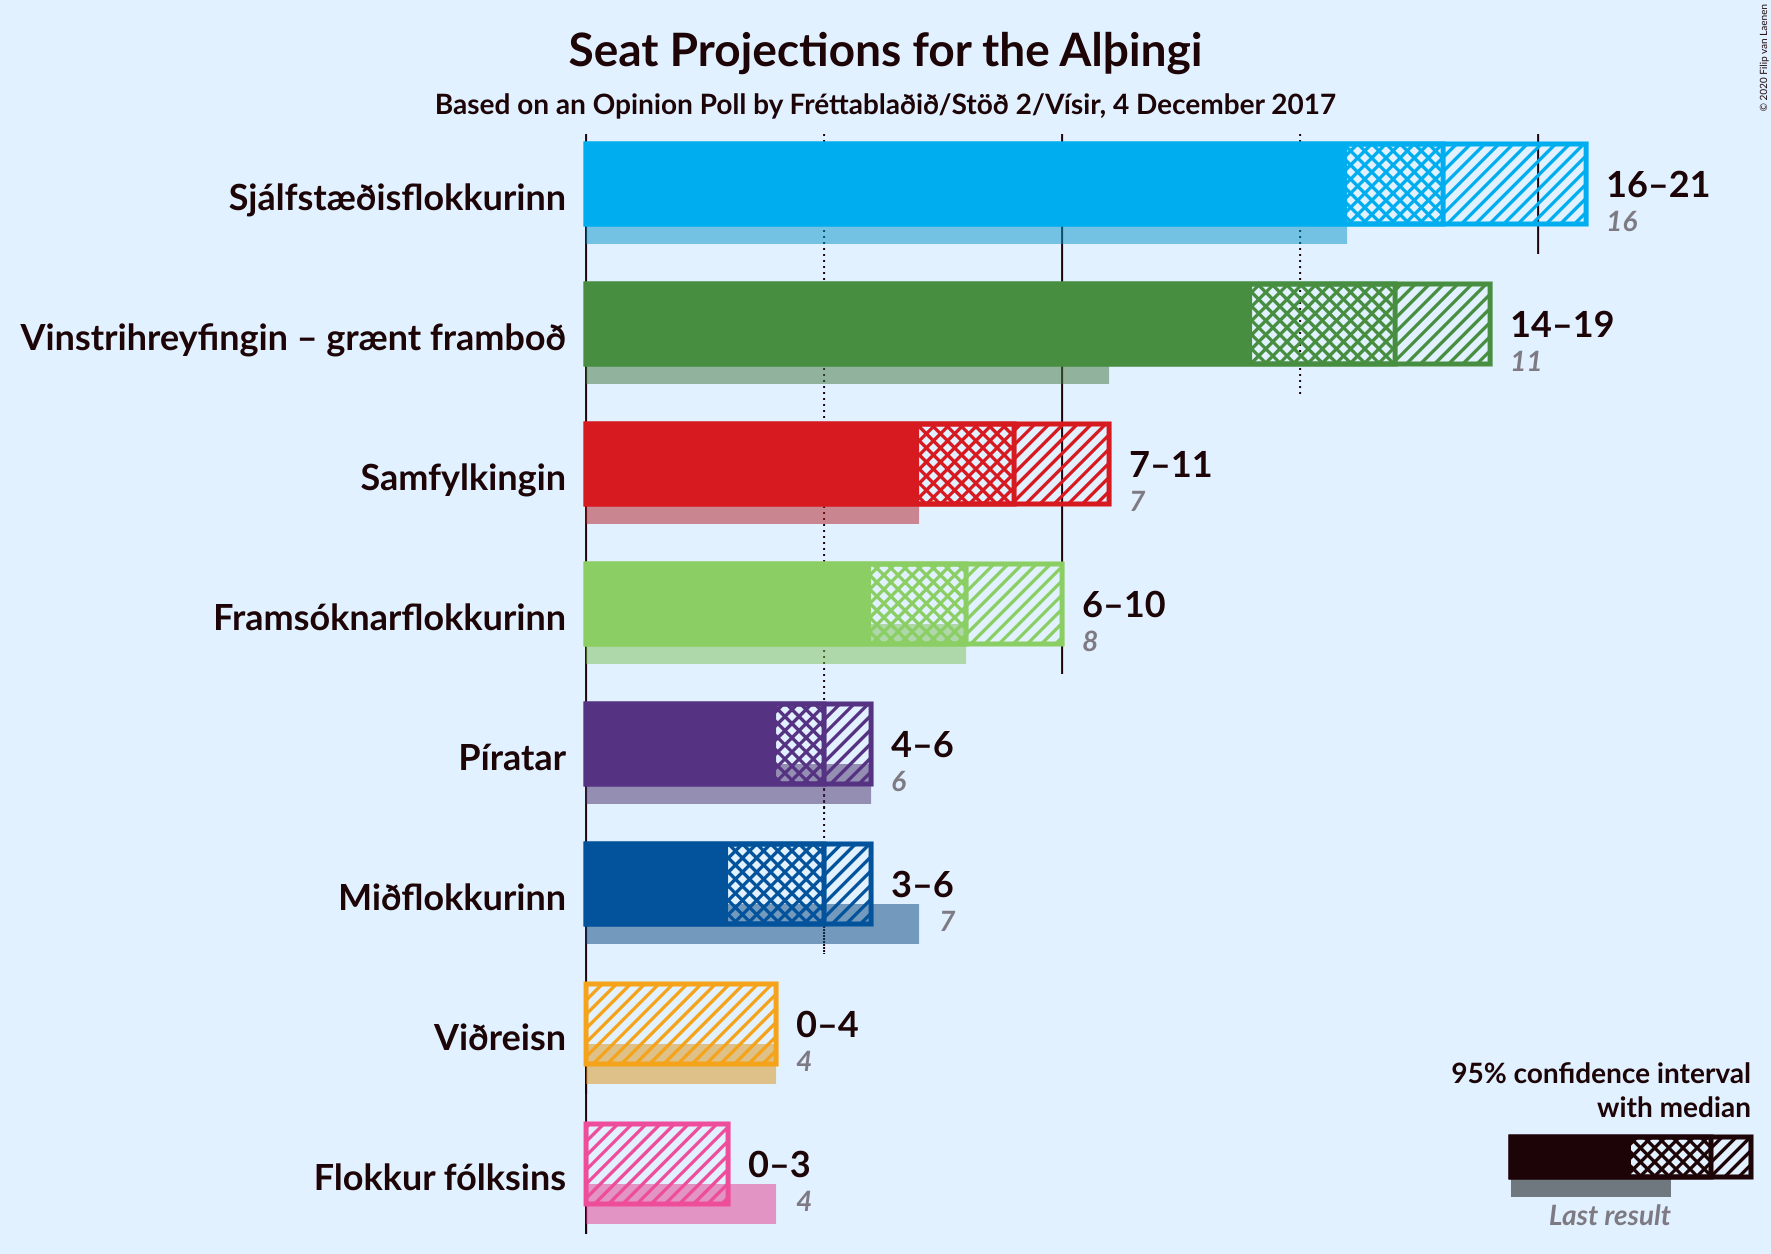 Seat Projections for the Alþingi
Based on an Opinion Poll by Fréttablaðið/Stöð 2/Vísir, 4 December 2017
© 2020 Filip van Laenen
Sjálfstæðisflokkurinn
16–21
16
Vinstrihreyfingin – grænt framboð
14–19
11
Samfylkingin
7–11
7
Framsóknarflokkurinn
6–10
8
Píratar
4–6
6
Miðflokkurinn
3–6
7
Viðreisn
0–4
4
Flokkur fólksins
0–3
4
95% confidence interval
with median
Last result